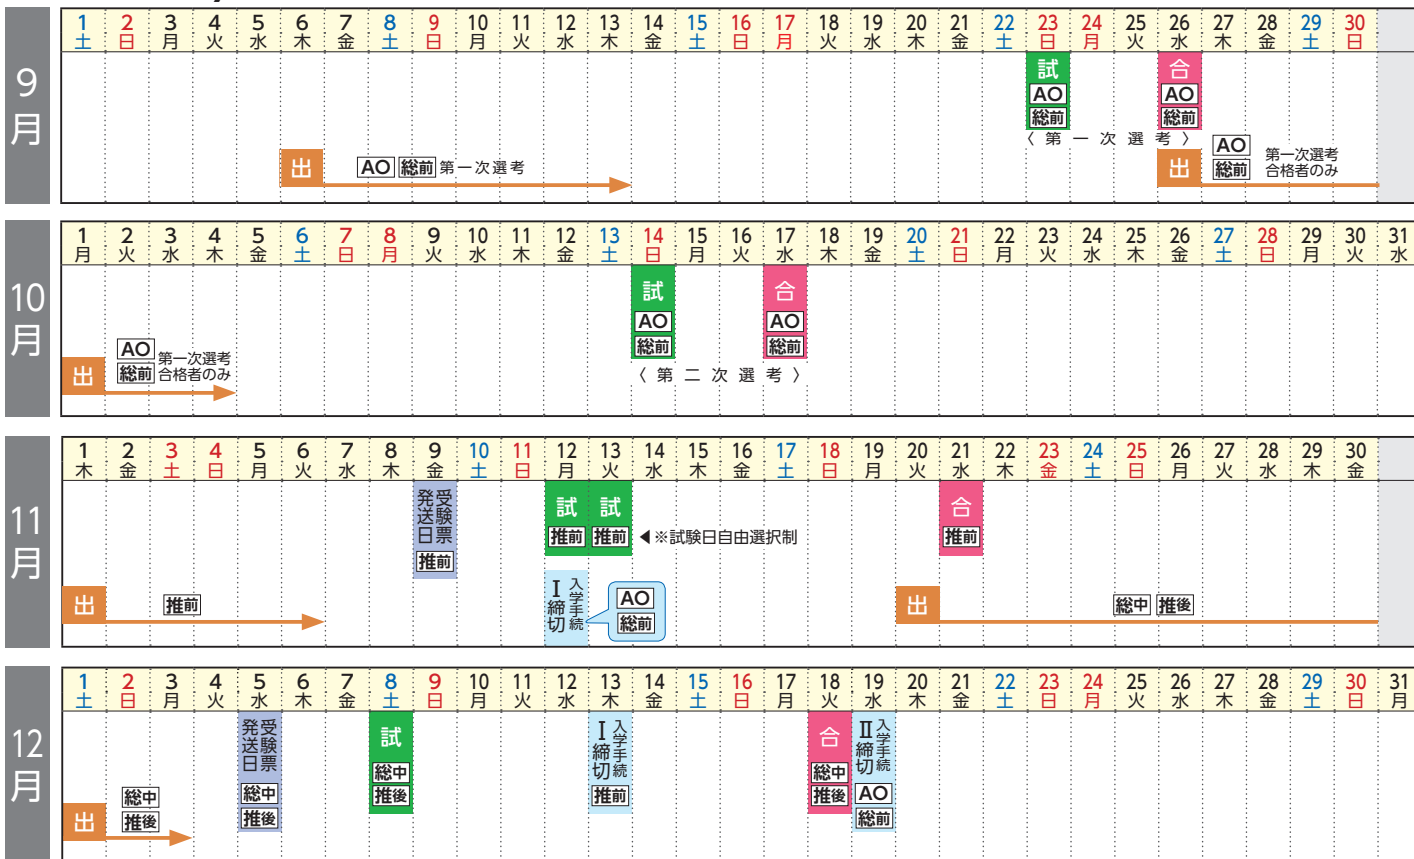 9月
1 2 3 4 5 6 7 8 9 10 11 12 13 14 15 16 17 18 19 20 21 22 23 24 25 26 27 28 29 30
土 日 月 火 水 木 金 土 日 月 火 水 木 金 土 日 月 火 水 木 金 土 日 月 火 水 木 金 土 日
試 合
AO AO
総前 総前
〈第一次選考〉
出 AO 総前 第一次選考
出 AO 総前 第一次選考
合格者のみ
10月
1 2 3 4 5 6 7 8 9 10 11 12 13 14 15 16 17 18 19 20 21 22 23 24 25 26 27 28 29 30 31
月 火 水 木 金 土 日 月 火 水 木 金 土 日 月 火 水 木 金 土 日 月 火 水 木 金 土 日 月 火 水
試 合
AO AO
総前 総前
〈第二次選考〉
出 AO 総前 第一次選考
合格者のみ
11月
1 2 3 4 5 6 7 8 9 10 11 12 13 14 15 16 17 18 19 20 21 22 23 24 25 26 27 28 29 30
木 金 土 日 月 火 水 木 金 土 日 月 火 水 木 金 土 日 月 火 水 木 金 土 日 月 火 水 木 金
受験票
発送日
推前
試 試
推前 推前 ◀※試験日自由選択制
合
推前
出 推前
入学手続
Ⅰ締切
AO
総前
出 総中 推後
12月
1 2 3 4 5 6 7 8 9 10 11 12 13 14 15 16 17 18 19 20 21 22 23 24 25 26 27 28 29 30 31
土 日 月 火 水 木 金 土 日 月 火 水 木 金 土 日 月 火 水 木 金 土 日 月 火 水 木 金 土 日 月
出 総中
推後
受験票
発送日
総中
推後
試
総中
推後
入学手続
Ⅰ締切
推前
合
総中
推後
入学手続
Ⅱ締切
AO
総前